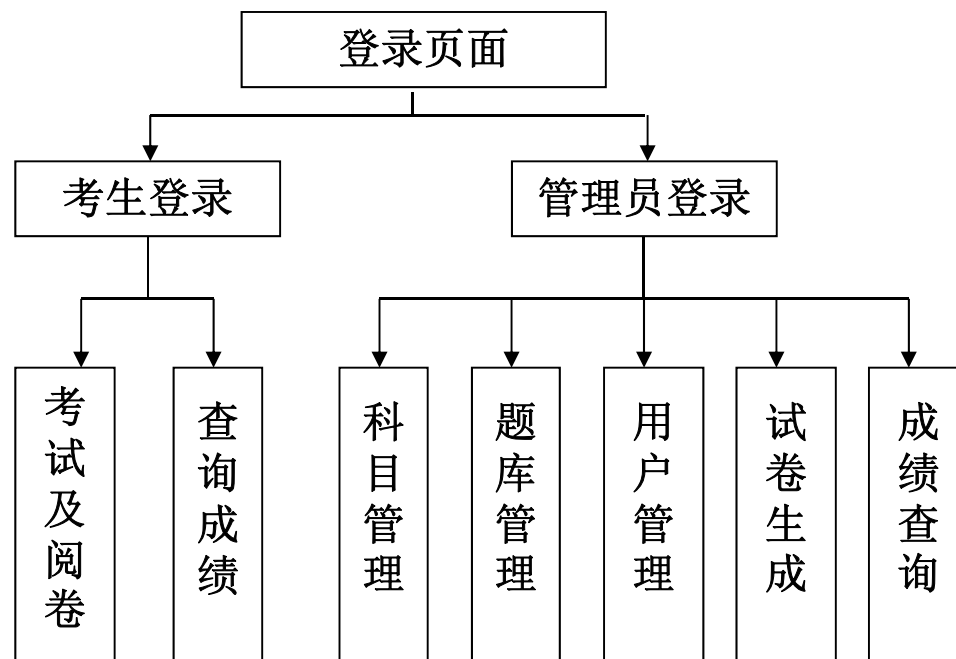 登录页面
考生登录
管理员登录
考试及阅卷
查询成绩
科目管理
题库管理
用户管理
试卷生成
成绩查询